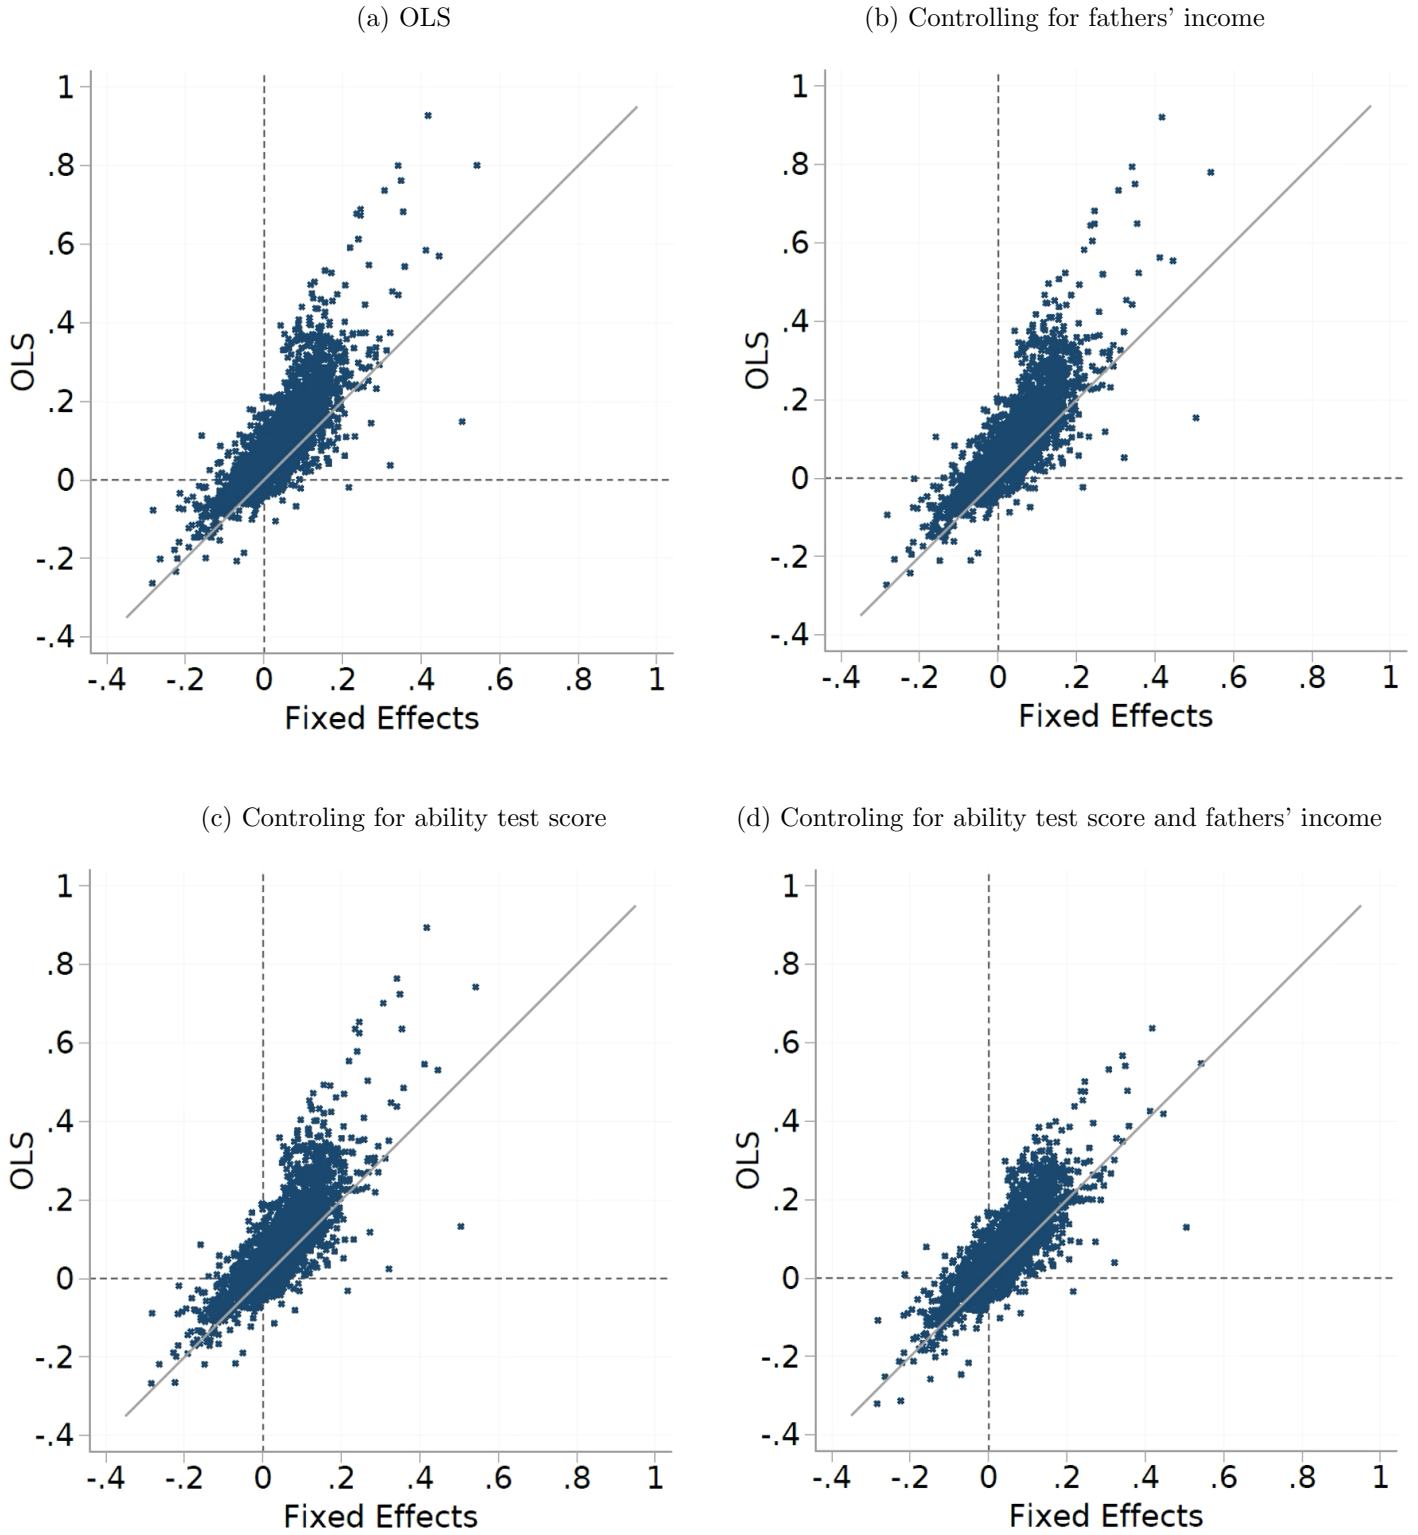 (a) OLS
(b) Controlling for fathers’ income
1
.8
.6
.4
.2
0
-.2
-.4
OLS
-.4 -.2 0 .2 .4 .6 .8 1
Fixed Effects
1
.8
.6
.4
.2
0
-.2
-.4
OLS
-.4 -.2 0 .2 .4 .6 .8 1
Fixed Effects
(c) Controling for ability test score
(d) Controling for ability test score and fathers’ income
1
.8
.6
.4
.2
0
-.2
-.4
OLS
-.4 -.2 0 .2 .4 .6 .8 1
Fixed Effects
1
.8
.6
.4
.2
0
-.2
-.4
OLS
-.4 -.2 0 .2 .4 .6 .8 1
Fixed Effects